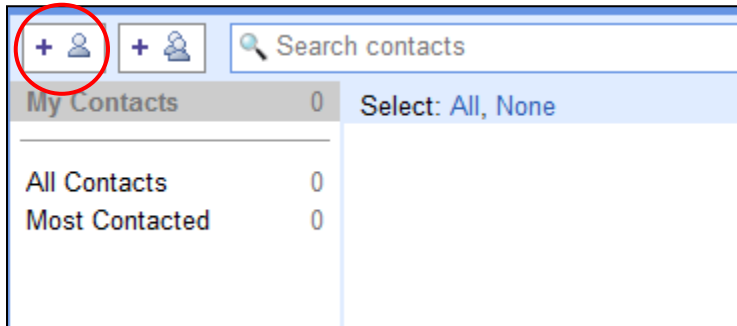 + +
Search contacts
My Contacts 0
Select: All, None
All Contacts 0
Most Contacted 0